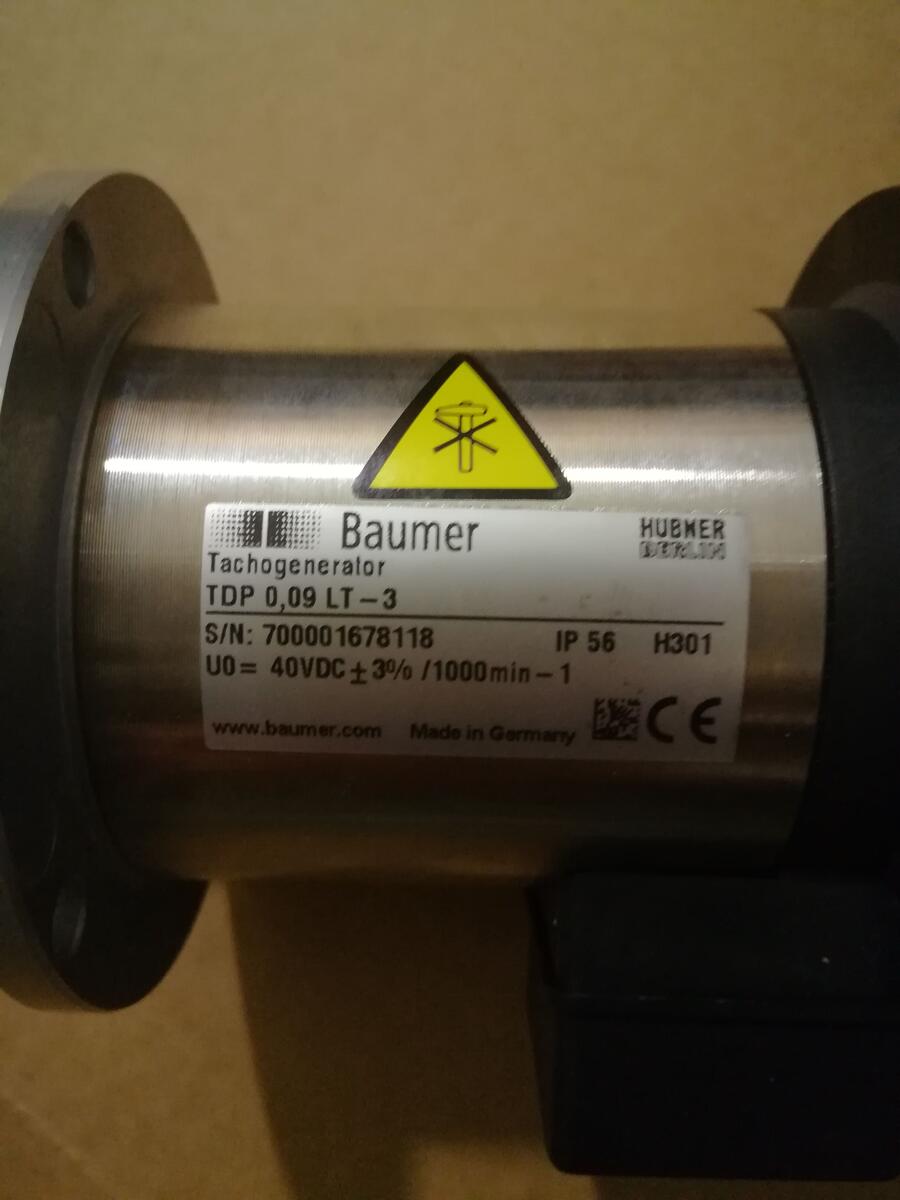 Baumer
HÜBNER
BERLIN
Tachogenerator
TDP 0,09 LT-3
S/N: 700001678118 IP 56 H301
U0= 40VDC±3%/1000min-1
www.baumer.com Made in Germany CE